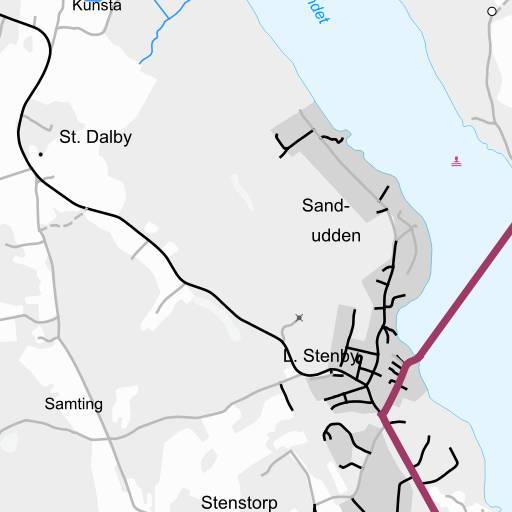 Kunsta
St. Dalby
Sand-
udden
L. Stenby
Samting
Stenstorp